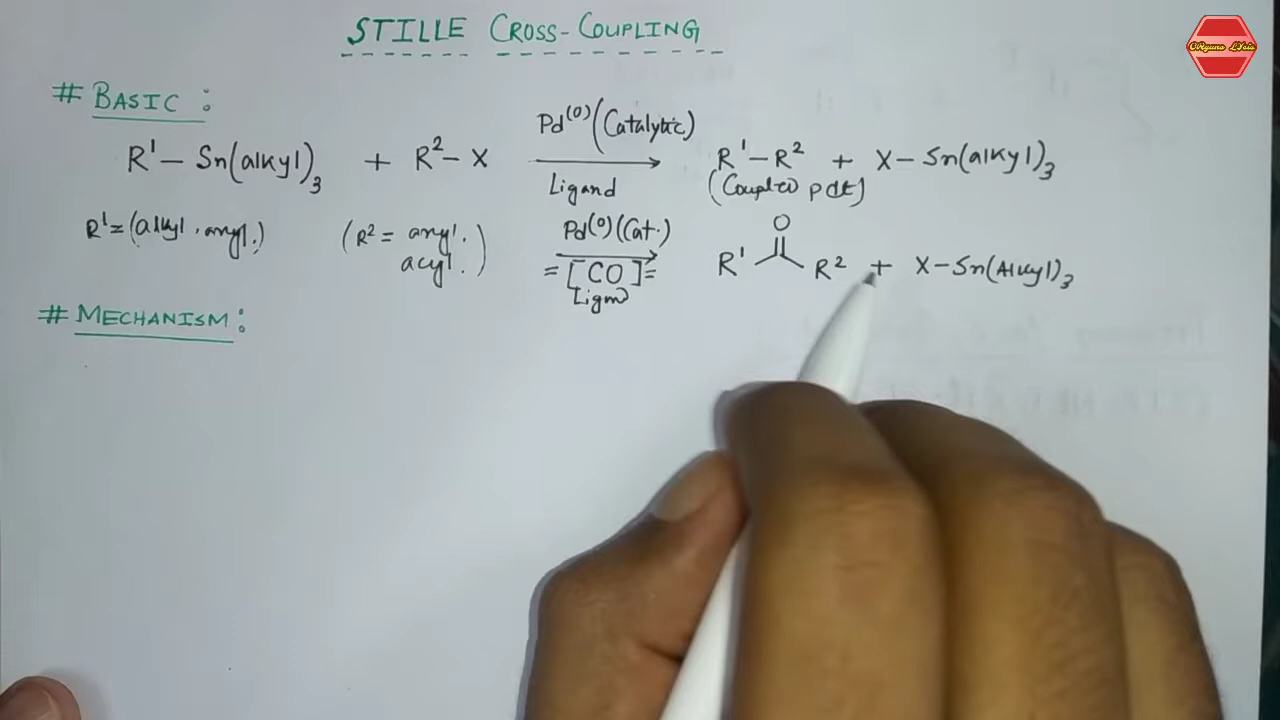 STILLE CROSS-COUPLING
# BASIC :
R¹ – Sn(alkyl)₃ + R² – X Pd⁽⁰⁾(Catalytic) Ligand R¹ – R² + X – Sn(alkyl)₃
(Coupled pdt)
R¹ = (alkyl, aryl.) (R² = aryl. acyl.) Pd⁽⁰⁾(Cat.) = [CO] = Ligand R¹ O R² + X – Sn(Alkyl)₃
# MECHANISM :